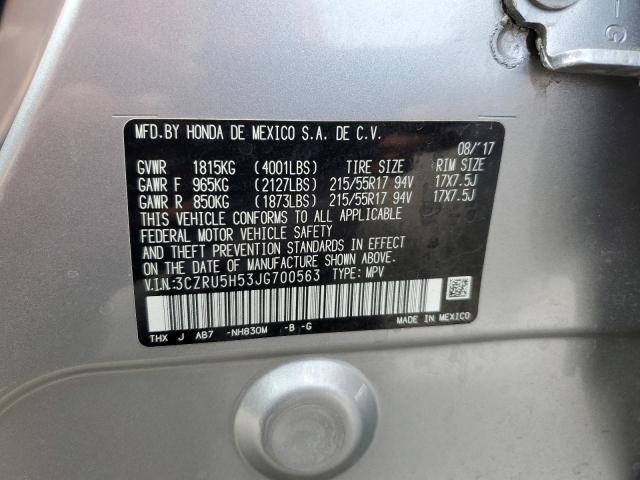 MFD.BY HONDA DE MEXICO S.A. DE C.V.
08/'17
GVWR 1815KG (4001LBS) TIRE SIZE RIM SIZE
GAWR F 965KG (2127LBS) 215/55R17 94V 17X7.5J
GAWR R 850KG (1873LBS) 215/55R17 94V 17X7.5J
THIS VEHICLE CONFORMS TO ALL APPLICABLE
FEDERAL MOTOR VEHICLE SAFETY
AND THEFT PREVENTION STANDARDS IN EFFECT
ON THE DATE OF MANUFACTURE SHOWN ABOVE.
V.I.N:3CZRU5H53JG700563 TYPE: MPV
THX J AB7 -NH830M -B -G MADE IN MEXICO
G